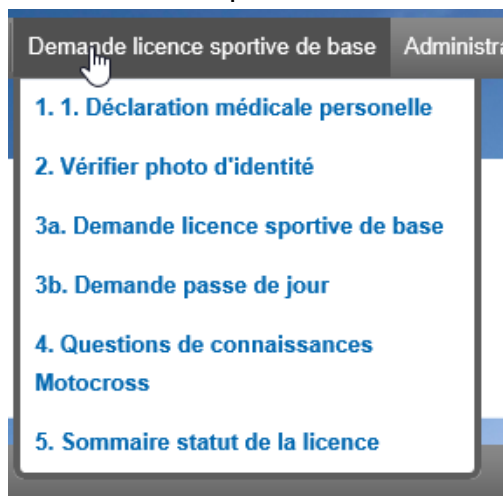 Demande licence sportive de base Administra
1. 1. Déclaration médicale personelle
2. Vérifier photo d'identité
3a. Demande licence sportive de base
3b. Demande passe de jour
4. Questions de connaissances
Motocross
5. Sommaire statut de la licence